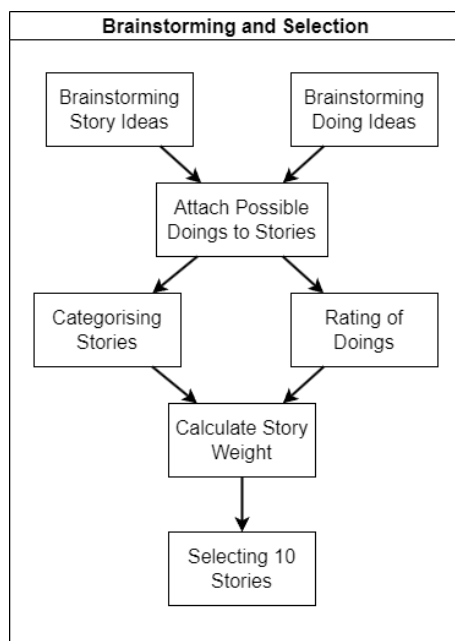 Brainstorming and Selection
Brainstorming
Story Ideas
Brainstorming
Doing Ideas
Attach Possible
Doings to Stories
Categorising
Stories
Rating of
Doings
Calculate Story
Weight
Selecting 10
Stories